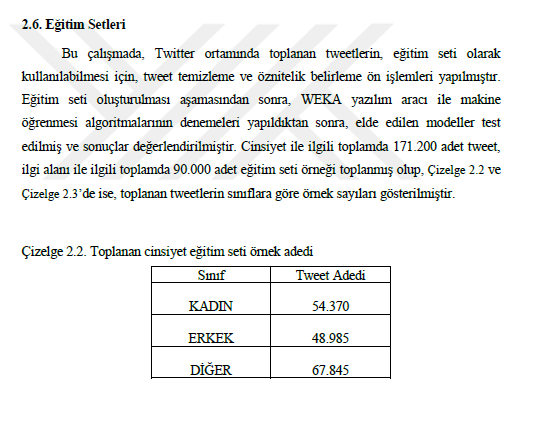 2.6. Eğitim Setleri
Bu çalışmada, Twitter ortamında toplanan tweetlerin, eğitim seti olarak
kullanılabilmesi için, tweet temizleme ve öznitelik belirleme ön işlemleri yapılmıştır.
Eğitim seti oluşturulması aşamasından sonra, WEKA yazılım aracı ile makine
öğrenmesi algoritmalarının denemeleri yapıldıktan sonra, elde edilen modeller test
edilmiş ve sonuçlar değerlendirilmiştir. Cinsiyet ile ilgili toplamda 171.200 adet tweet,
ilgi alanı ile ilgili toplamda 90.000 adet eğitim seti örneği toplanmış olup, Çizelge 2.2 ve
Çizelge 2.3'de ise, toplanan tweetlerin sınıflara göre örnek sayıları gösterilmiştir.
Çizelge 2.2. Toplanan cinsiyet eğitim seti örnek adedi
Sınıf Tweet Adedi
KADIN 54.370
ERKEK 48.985
DİĞER 67.845